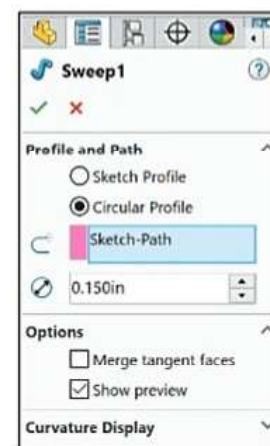 Sweep1
Profile and Path
Sketch Profile
Circular Profile
Sketch-Path
0.150in
Options
Merge tangent faces
Show preview
Curvature Display